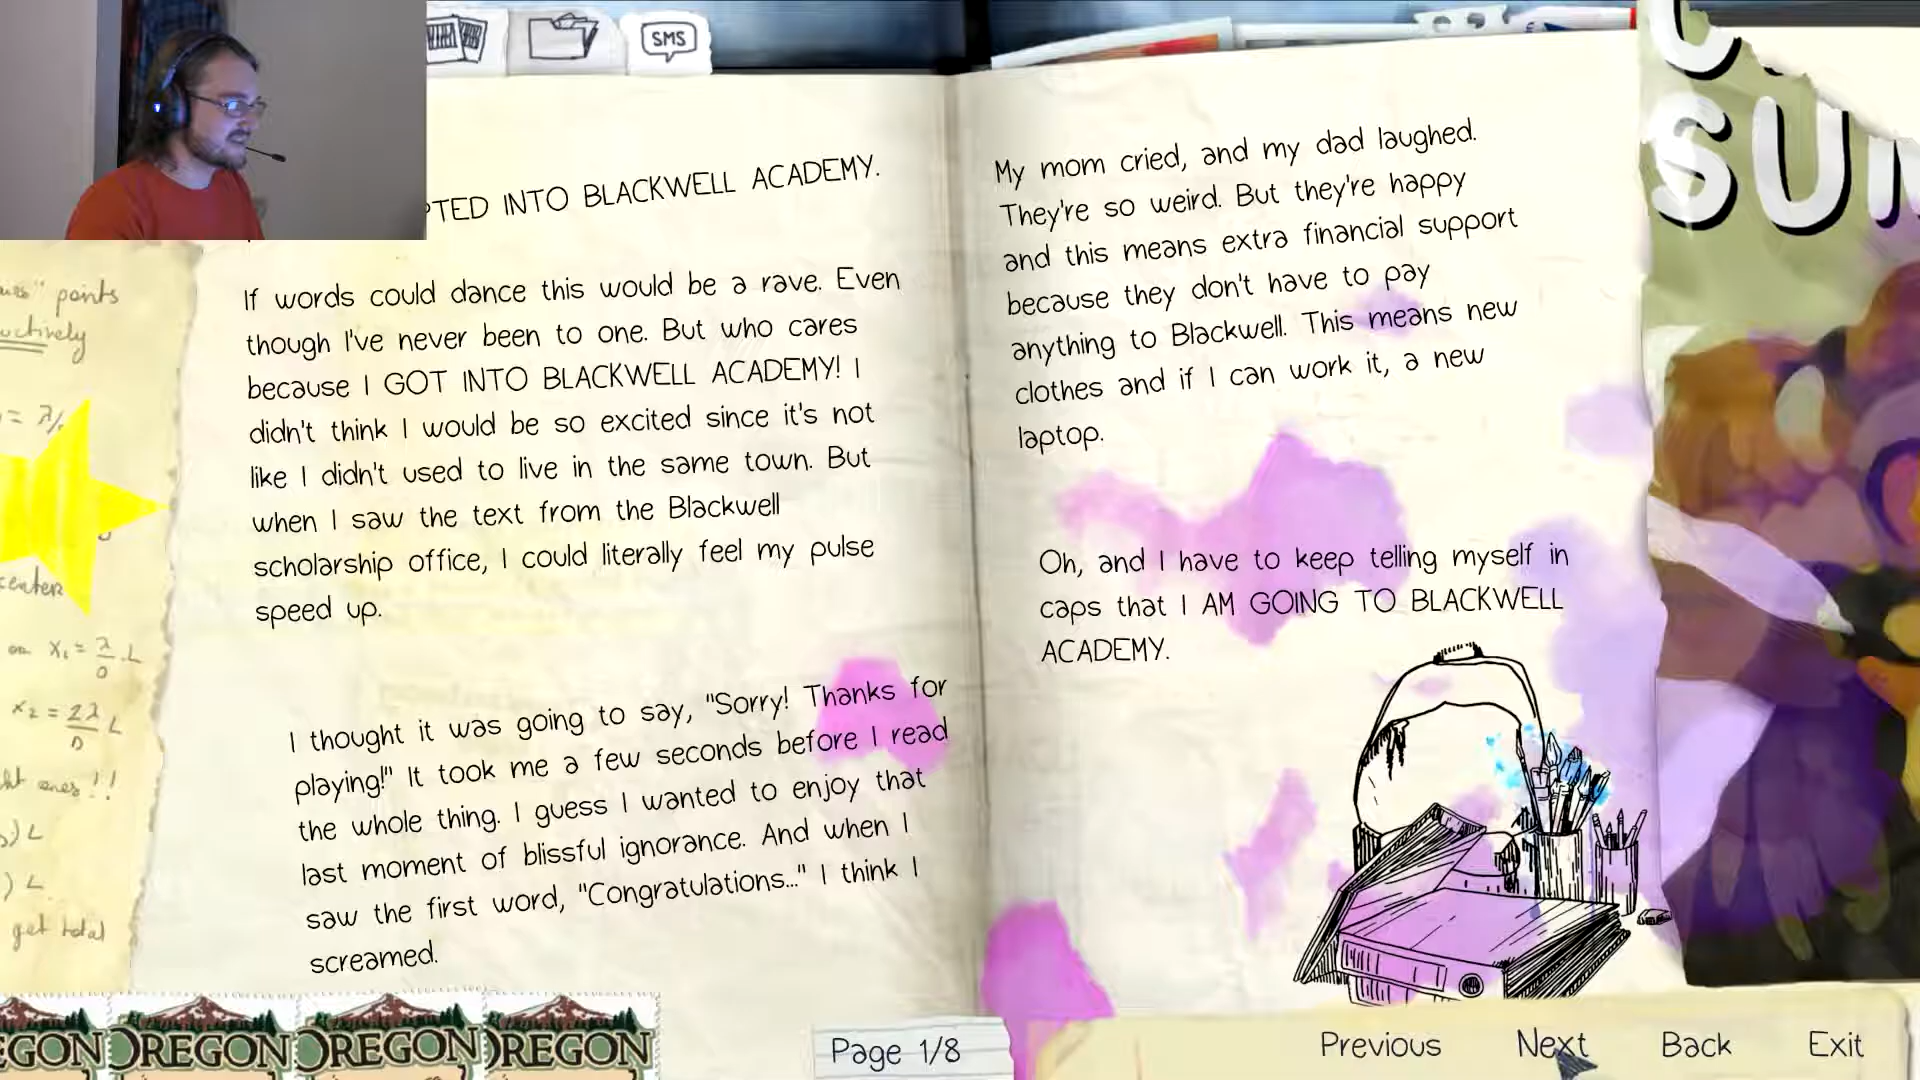 SMS
PTED INTO BLACKWELL ACADEMY.
If words could dance this would be a rave. Even
though I've never been to one. But who cares
because I GOT INTO BLACKWELL ACADEMY! I
didn't think I would be so excited since it's not
like I didn't used to live in the same town. But
when I saw the text from the Blackwell
scholarship office, I could literally feel my pulse
speed up.
I thought it was going to say, "Sorry! Thanks for
playing!" It took me a few seconds before I read
the whole thing. I guess I wanted to enjoy that
last moment of blissful ignorance. And when I
saw the first word, "Congratulations..." I think I
screamed.
My mom cried, and my dad laughed.
They're so weird. But they're happy
and this means extra financial support
because they don't have to pay
anything to Blackwell. This means new
clothes and if I can work it, a new
laptop.
Oh, and I have to keep telling myself in
caps that I AM GOING TO BLACKWELL
ACADEMY.
points
center
x₁ = λ/D L
x₂ = 2λ/D L
ones!!
) L
) L
get total
SUN
EGON OREGON OREGON OREGON
Page 1/8
Previous Next Back Exit